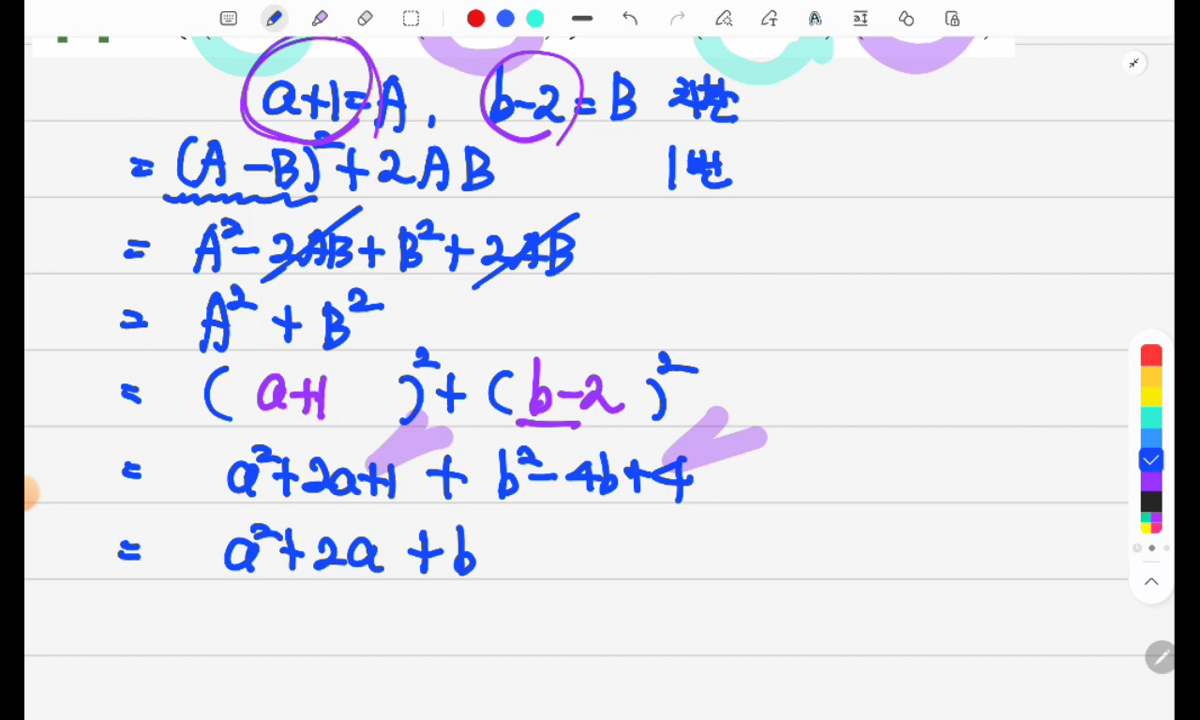 a+1=A, b-2=B 치환
= (A-B)²+2AB 1번
= A²-2AB+B²+2AB
= A²+B²
= (a+1)²+(b-2)²
= a²+2a+1+b²-4b+4
= a²+2a+b